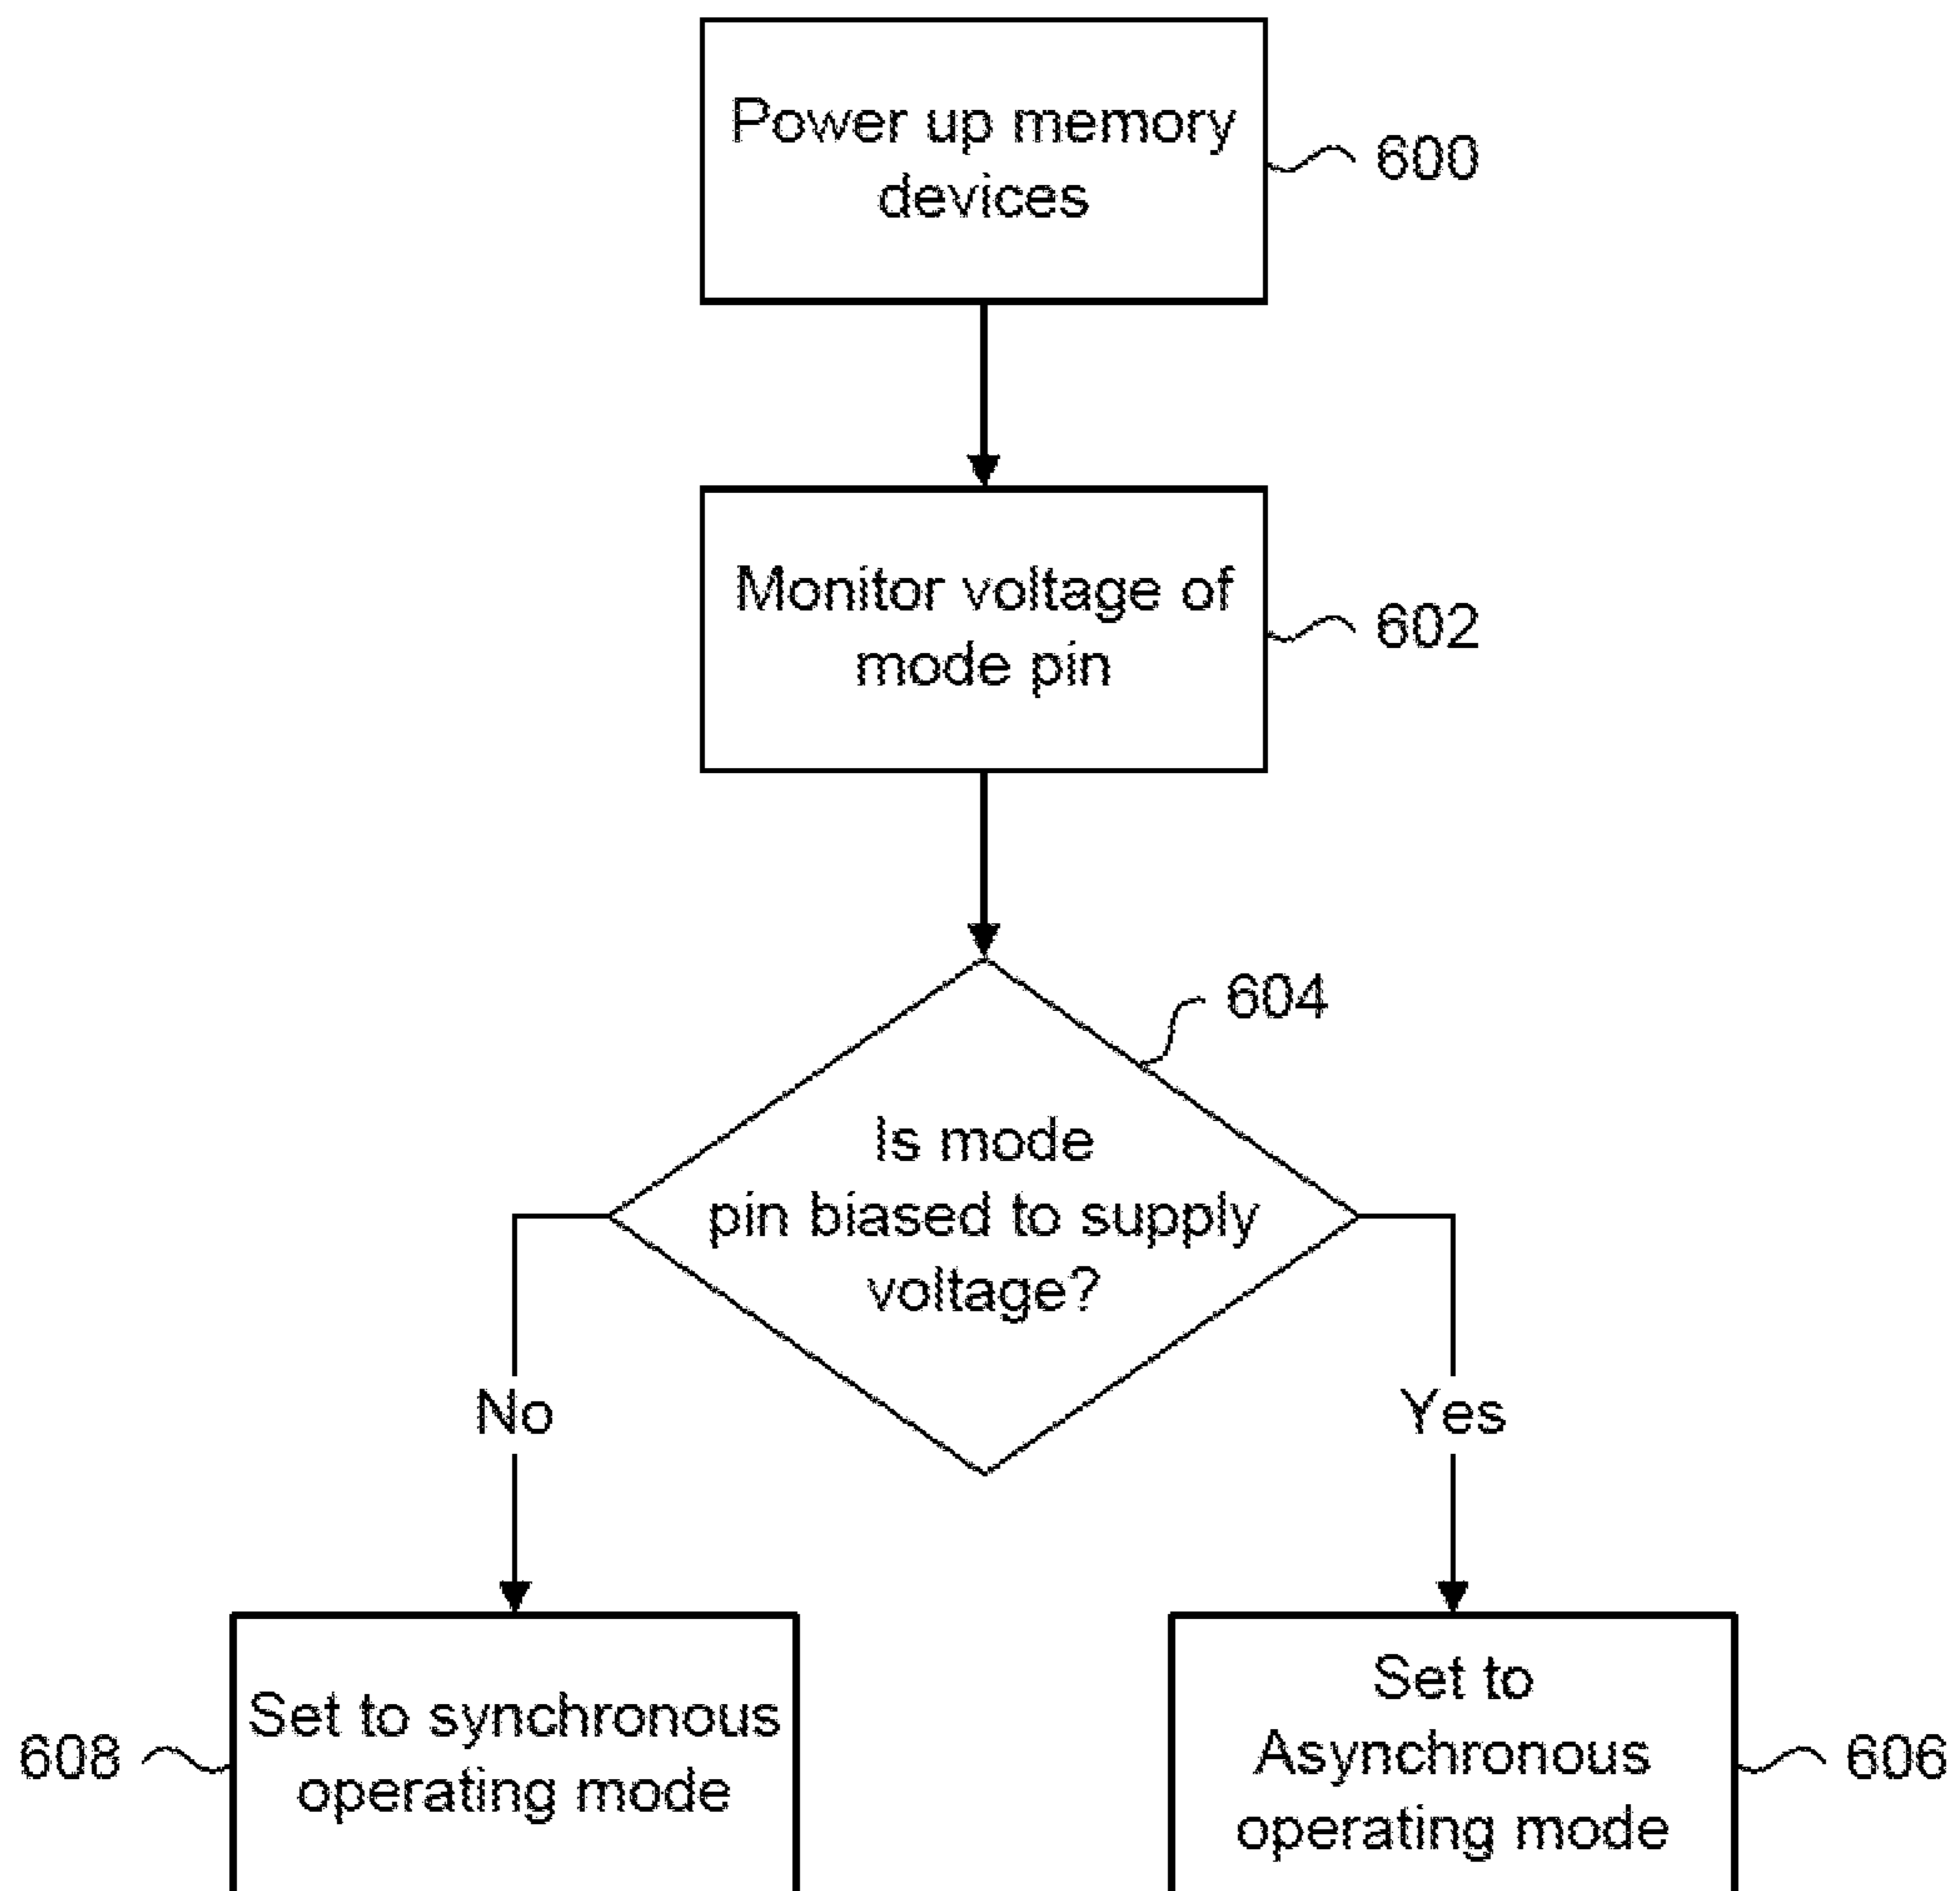 Power up memory
devices
600
Monitor voltage of
mode pin
602
604
Is mode
pin biased to supply
voltage?
No
Yes
608
Set to synchronous
operating mode
Set to
Asynchronous
operating mode
606